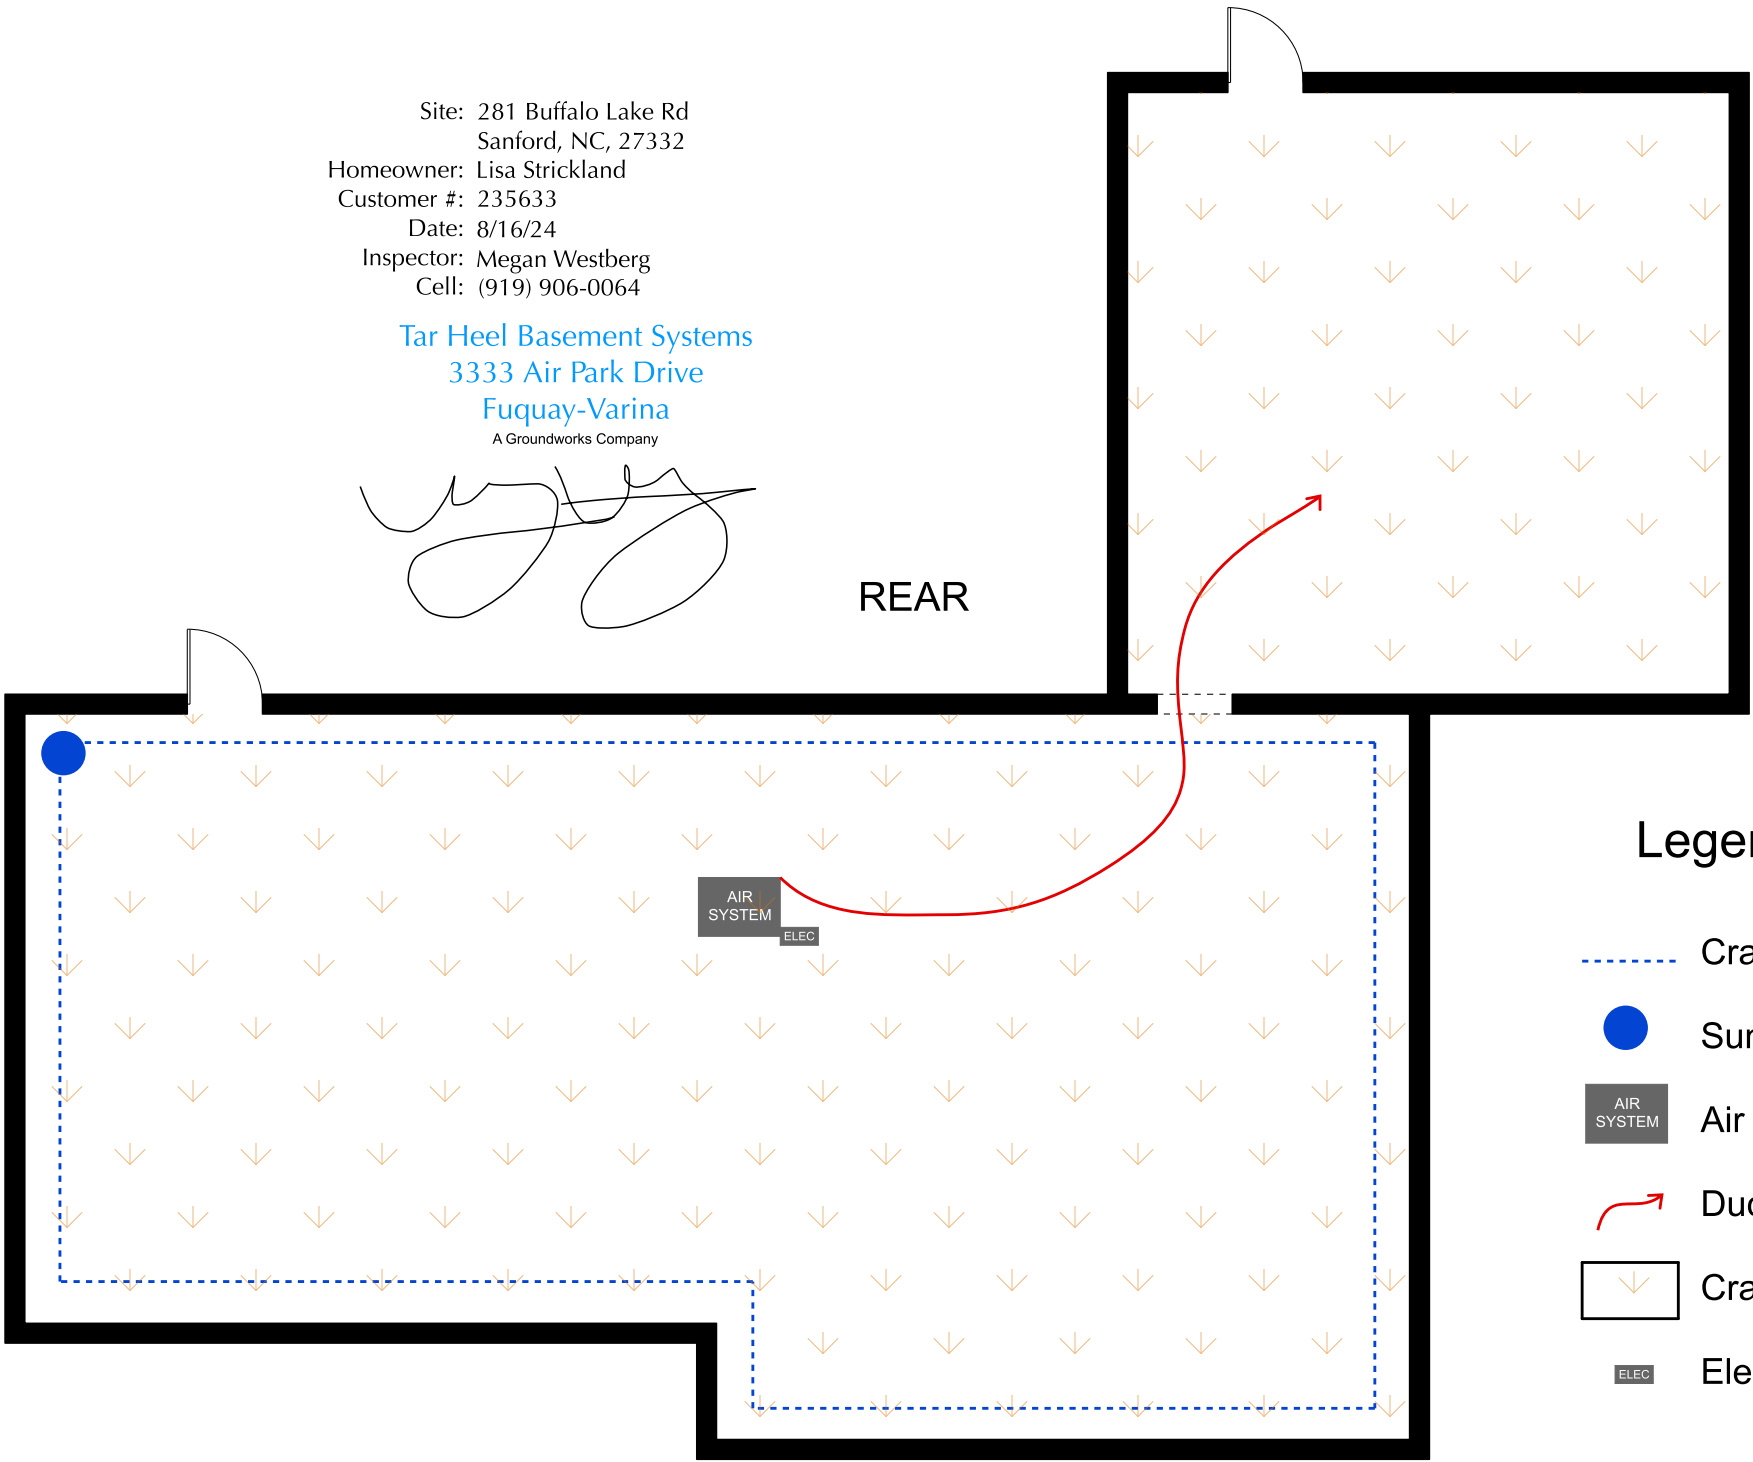 Site: 281 Buffalo Lake Rd
Sanford, NC, 27332
Homeowner: Lisa Strickland
Customer #: 235633
Date: 8/16/24
Inspector: Megan Westberg
Cell: (919) 906-0064
Tar Heel Basement Systems
3333 Air Park Drive
Fuquay-Varina
A Groundworks Company
REAR
AIR
SYSTEM
ELEC
AIR
SYSTEM
Air
ELEC